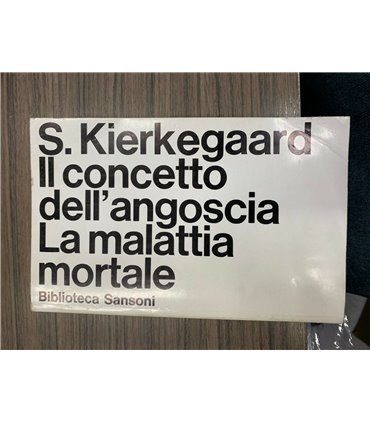 S. Kierkegaard
Il concetto
dell'angoscia
La malattia
mortale
Biblioteca Sansoni